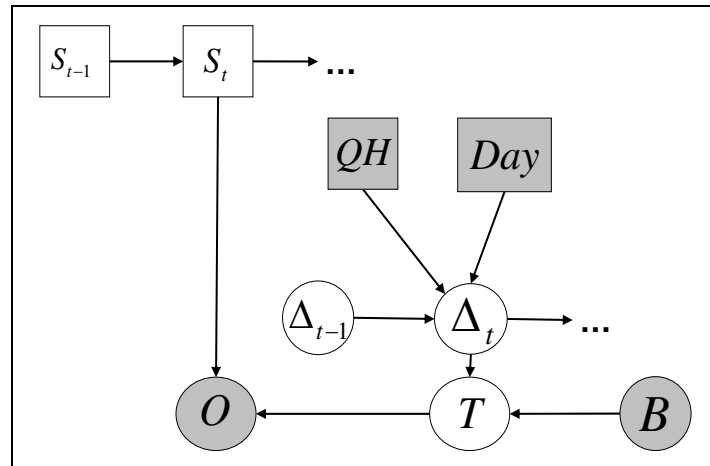 S_{t-1} S_t ...
QH Day
Δ_{t-1} Δ_t ...
O T B